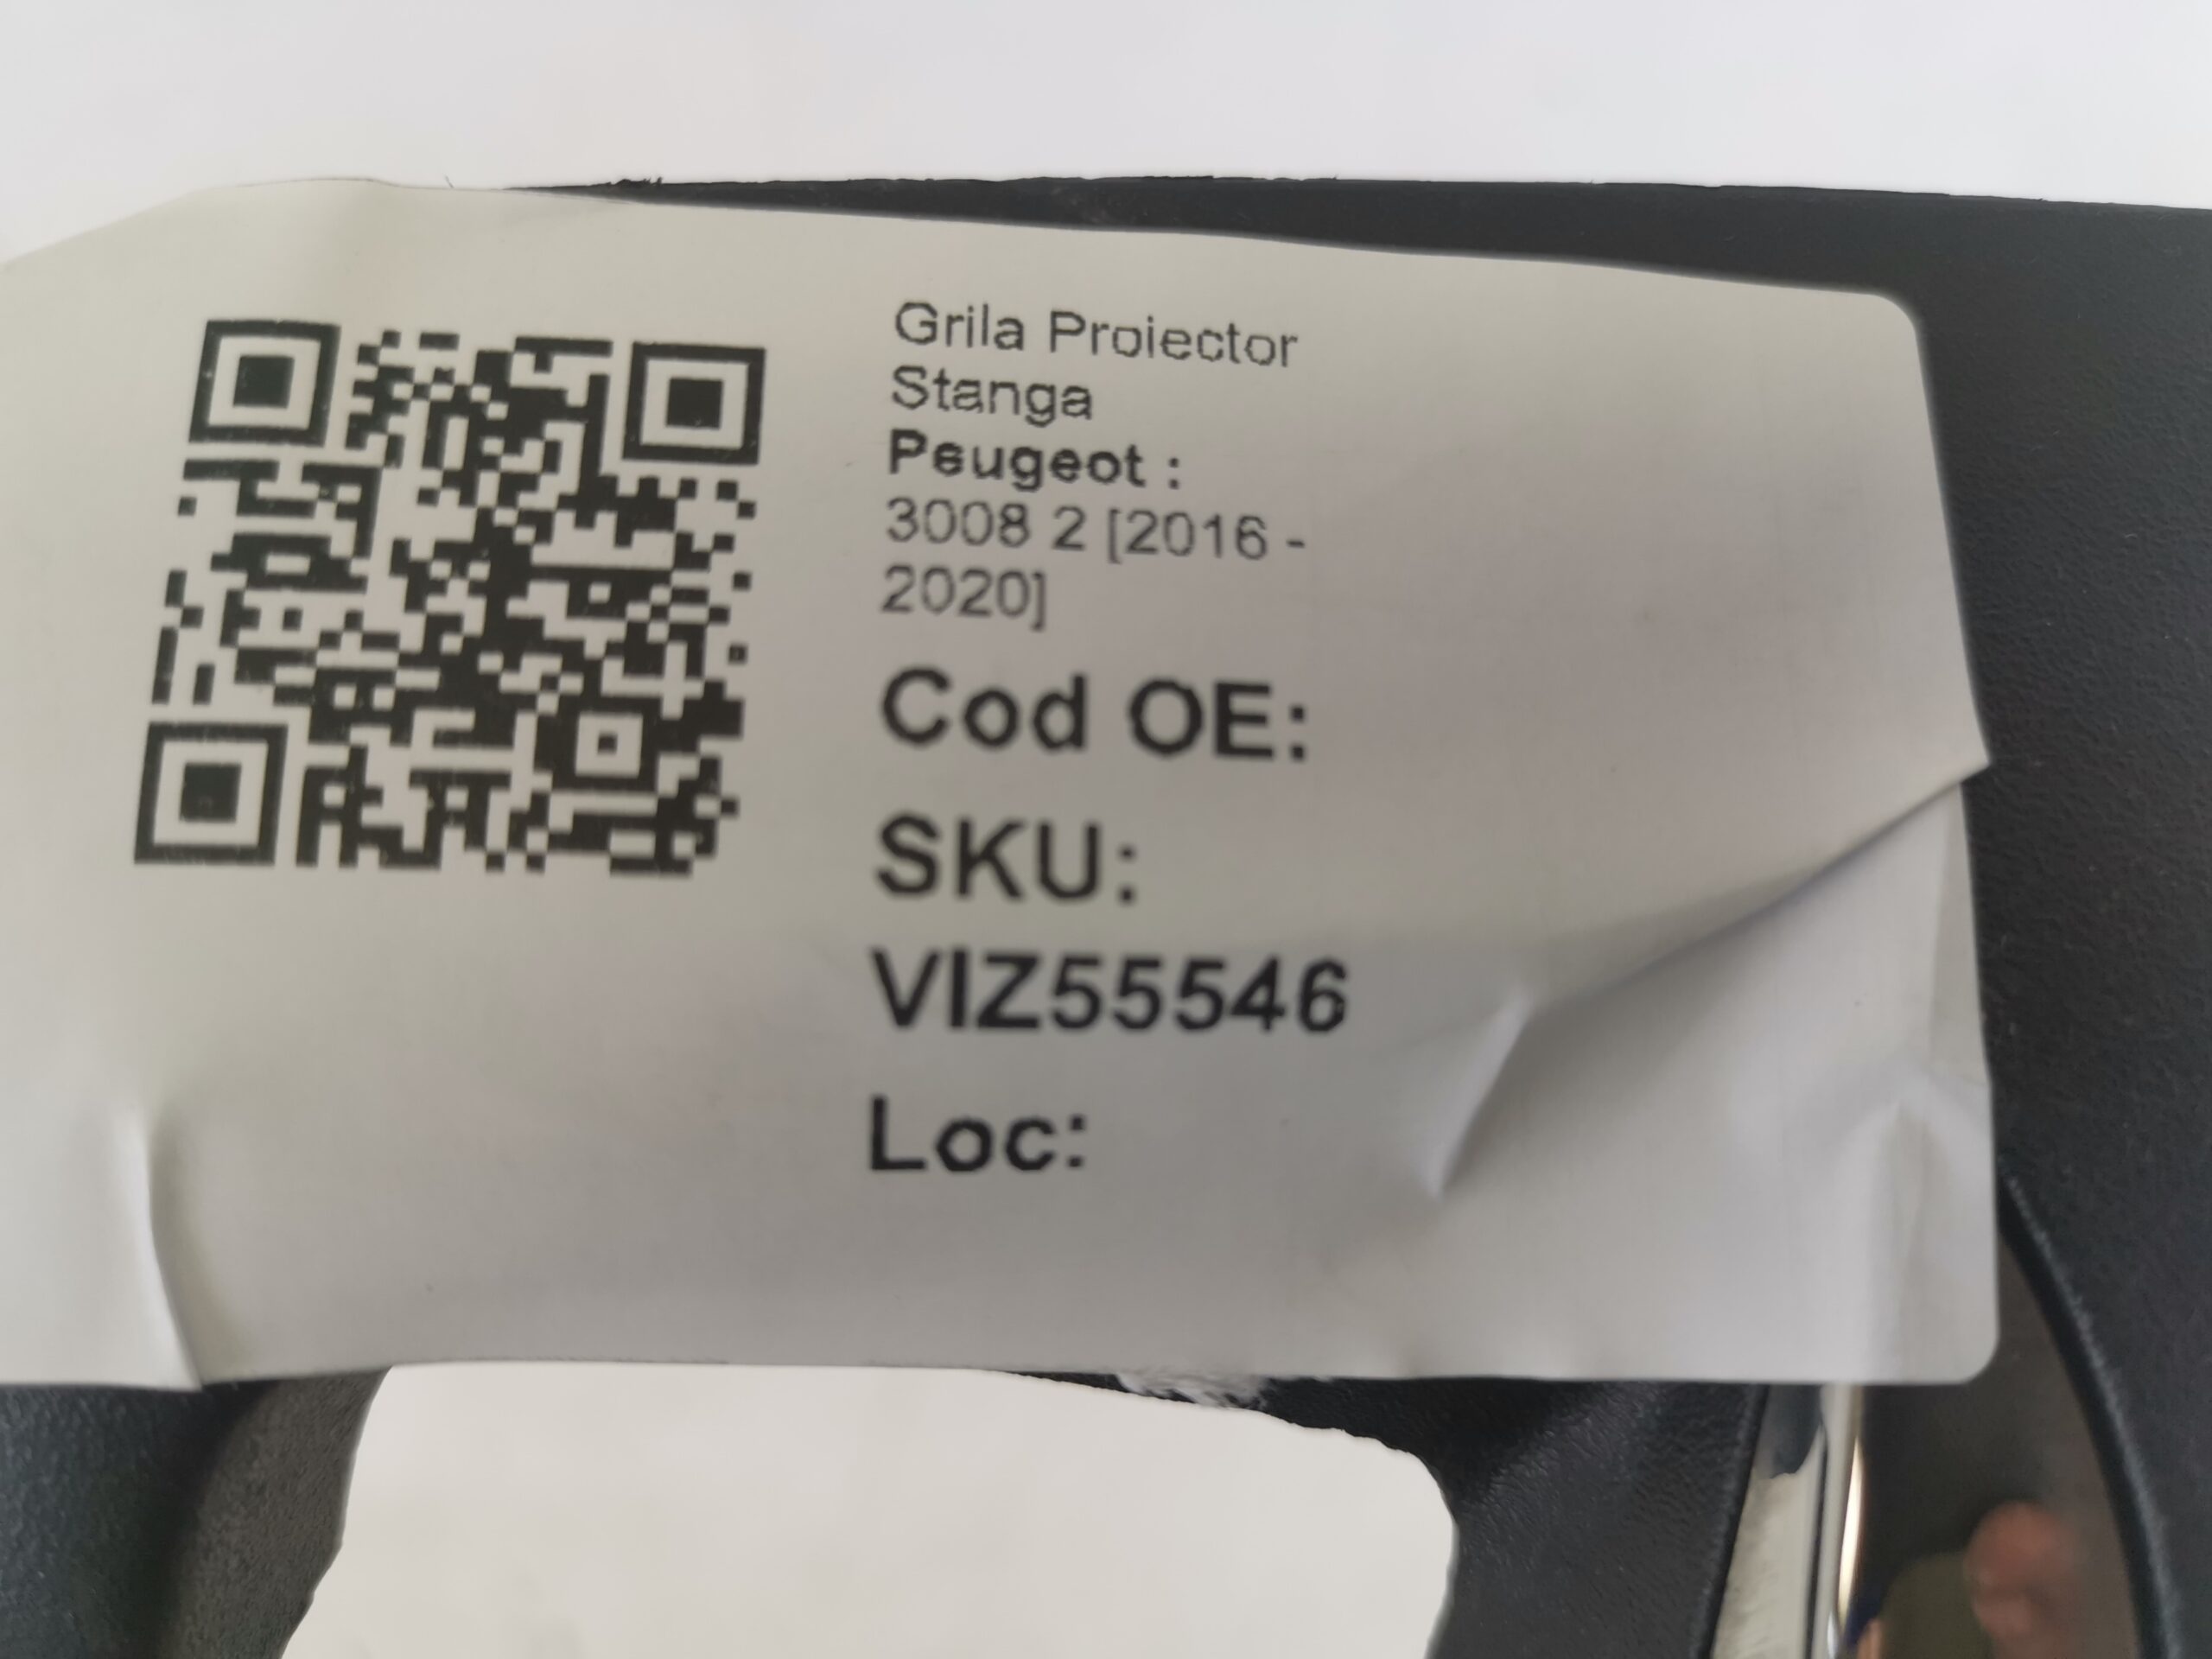 Grila Proiector
Stanga
Peugeot :
3008 2 [2016 -
2020]
Cod OE:
SKU:
VIZ55546
Loc: